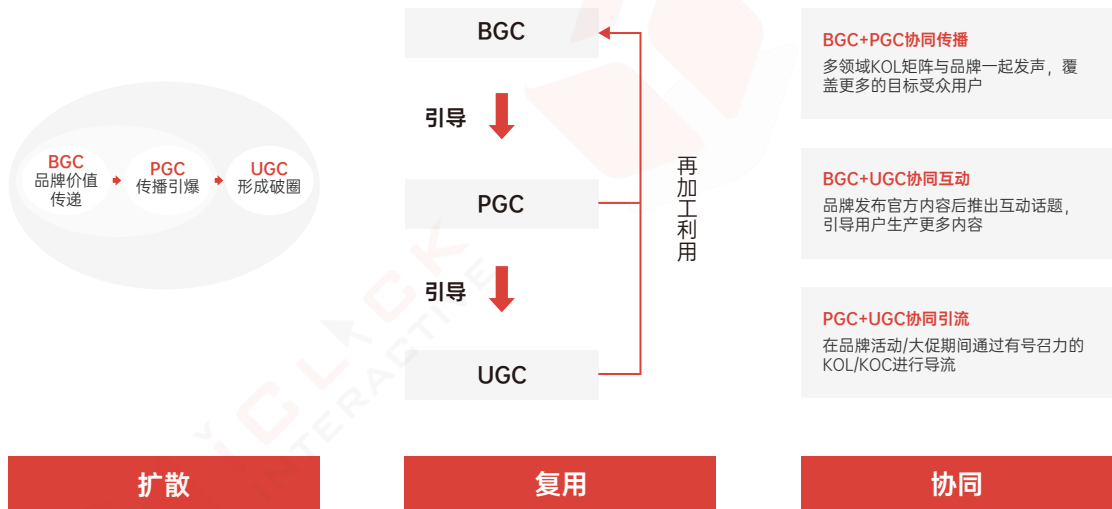 BGC
品牌价值
传递
PGC
传播引爆
UGC
形成破圈
扩散
BGC
引导
PGC
引导
UGC
再加工利用
复用
BGC+PGC协同传播
多领域KOL矩阵与品牌一起发声，覆
盖更多的目标受众用户
BGC+UGC协同互动
品牌发布官方内容后推出互动话题，
引导用户生产更多内容
PGC+UGC协同引流
在品牌活动/大促期间通过有号召力的
KOL/KOC进行导流
协同
iCLICK
INTERACTIVE